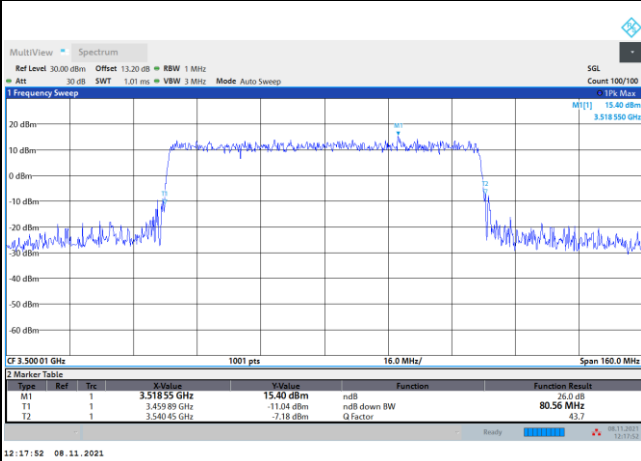 MultiView Spectrum
Ref Level 30.00 dBm Offset 13.20 dB RBW 1 MHz SGL
Att 30 dB SWT 1.01 ms VBW 3 MHz Mode Auto Sweep Count 100/100
1 Frequency Sweep 1Pk Max
M1[1] 15.40 dBm
3.518 550 GHz
M1
20 dBm
10 dBm
0 dBm
T1
T2
-10 dBm
-20 dBm
-30 dBm
-40 dBm
-50 dBm
-60 dBm
CF 3.500 01 GHz 1001 pts 16.0 MHz/ Span 160.0 MHz
2 Marker Table
Type Ref Trc X-Value Y-Value Function Function Result
M1 1 3.518 55 GHz 15.40 dBm ndB 26.0 dB
T1 1 3.459 89 GHz -11.04 dBm ndB down BW 80.56 MHz
T2 1 3.540 45 GHz -7.18 dBm Q Factor 43.7
Ready 08.11.2021
12:17:52
12:17:52 08.11.2021